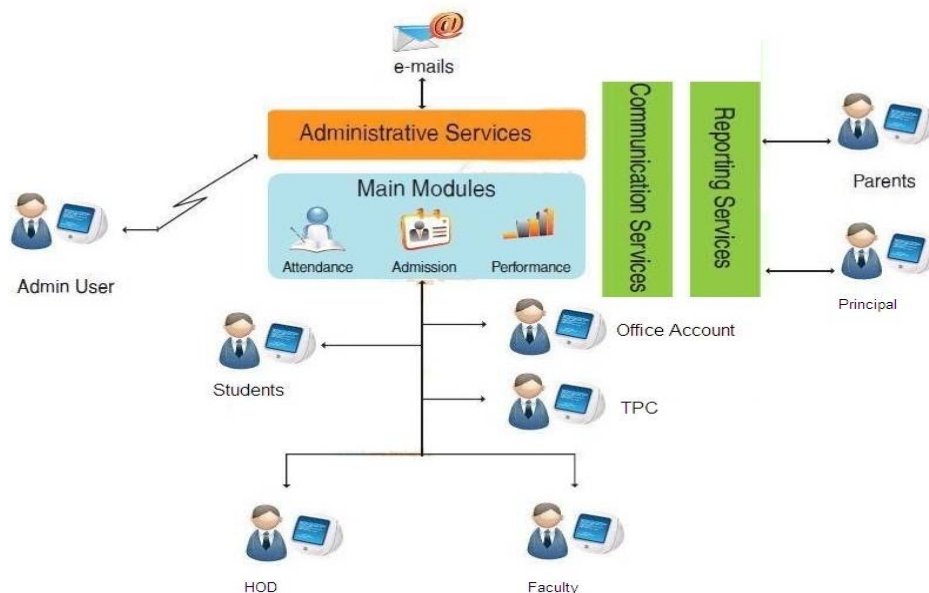 e-mails
Administrative Services
Communication Services
Reporting Services
Main Modules
Attendance
Admission
Performance
Parents
Admin User
Principal
Office Account
Students
TPC
HOD
Faculty